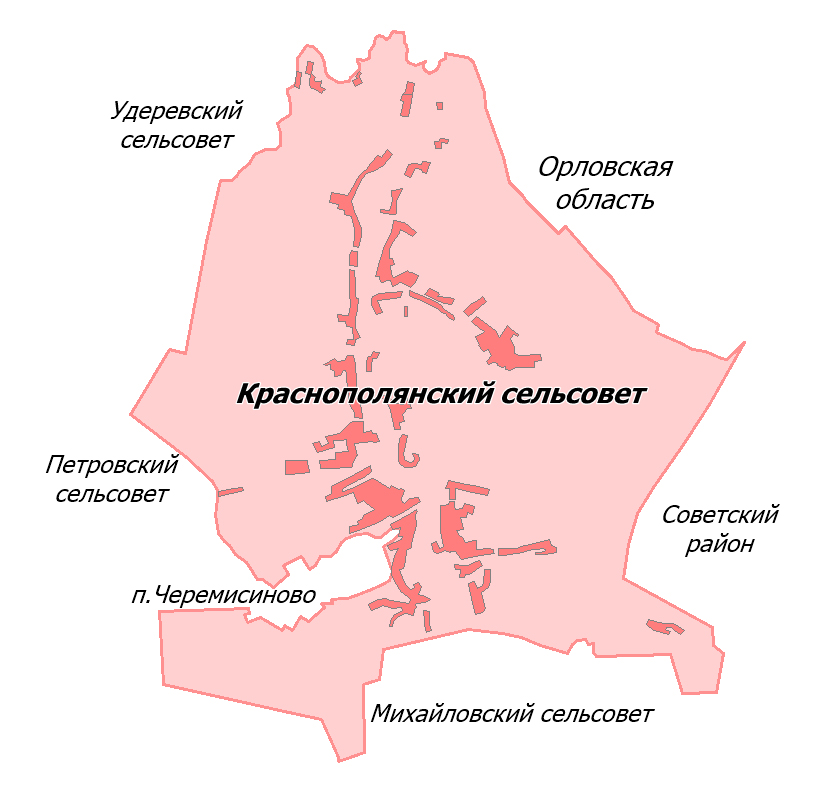 Удеревский
сельсовет
Орловская
область
Краснополянский сельсовет
Петровский
сельсовет
Советский
район
п.Черемисиново
Михайловский сельсовет